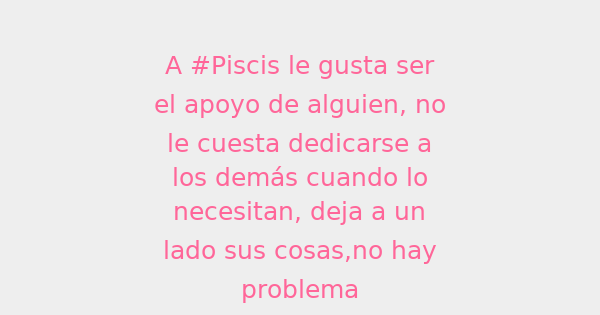 A #Piscis le gusta ser
el apoyo de alguien, no
le cuesta dedicarse a
los demás cuando lo
necesitan, deja a un
lado sus cosas,no hay
problema